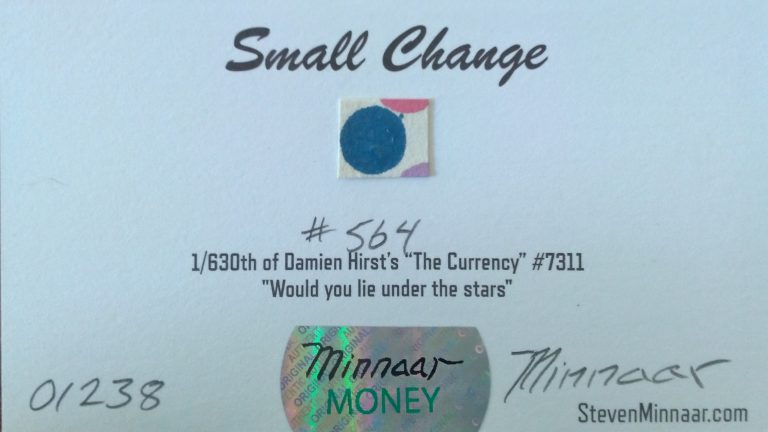 Small Change
# 564
1/630th of Damien Hirst's "The Currency" #7311
"Would you lie under the stars"
Minnaar
MONEY
01238
Minnaar
StevenMinnaar.com